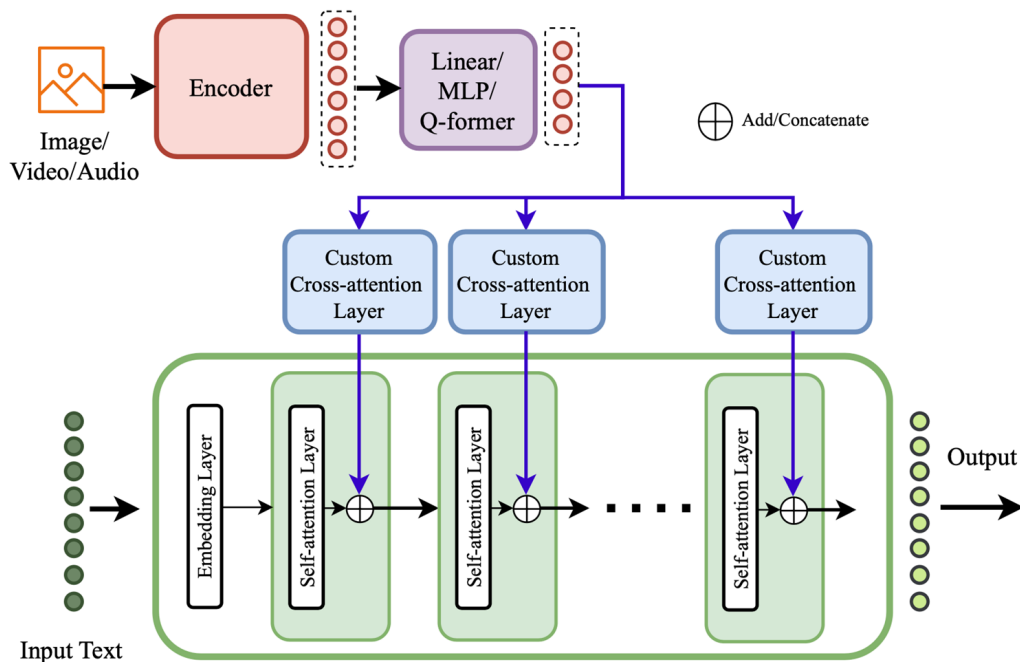 Image/
Video/Audio
Encoder
Linear/
MLP/
Q-former
Add/Concatenate
Custom
Cross-attention
Layer
Custom
Cross-attention
Layer
Custom
Cross-attention
Layer
Input Text
Embedding Layer
Self-attention Layer
Self-attention Layer
Self-attention Layer
Output